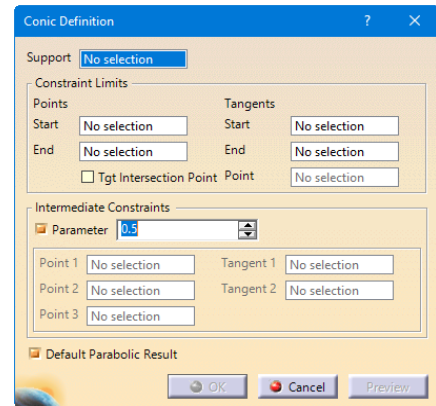 Conic Definition ? ×
Support No selection
Constraint Limits
Points Tangents
Start No selection Start No selection
End No selection End No selection
Tgt Intersection Point Point No selection
Intermediate Constraints
Parameter 0.5
Point 1 No selection Tangent 1 No selection
Point 2 No selection Tangent 2 No selection
Point 3 No selection
Default Parabolic Result
OK Cancel Preview